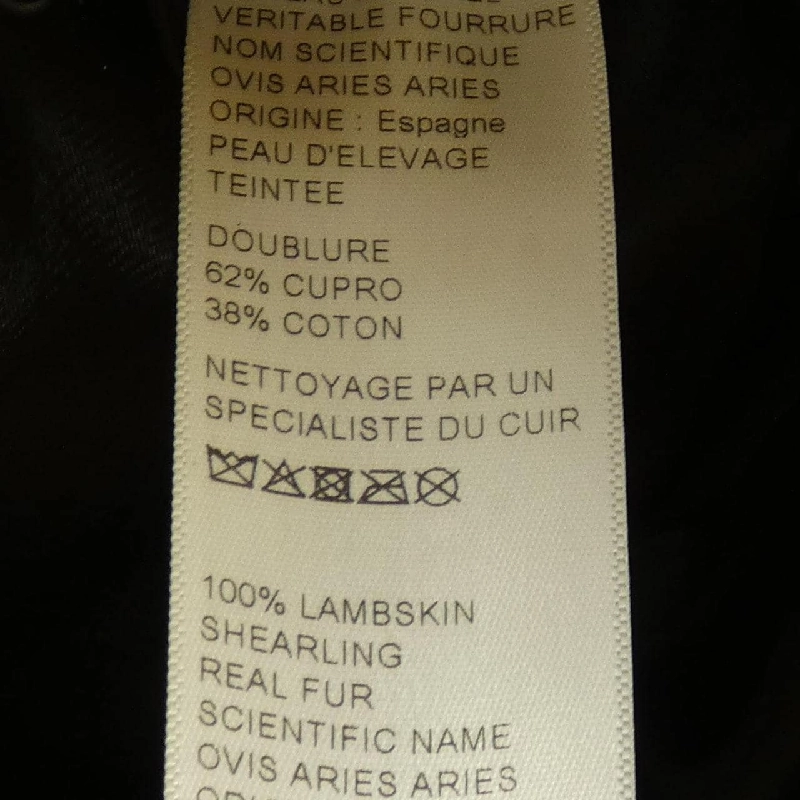 VERITABLE FOURRURE
NOM SCIENTIFIQUE
OVIS ARIES ARIES
ORIGINE : Espagne
PEAU D'ELEVAGE
TEINTEE
DOUBLURE
62% CUPRO
38% COTON
NETTOYAGE PAR UN
SPECIALISTE DU CUIR
100% LAMBSKIN
SHEARLING
REAL FUR
SCIENTIFIC NAME
OVIS ARIES ARIES